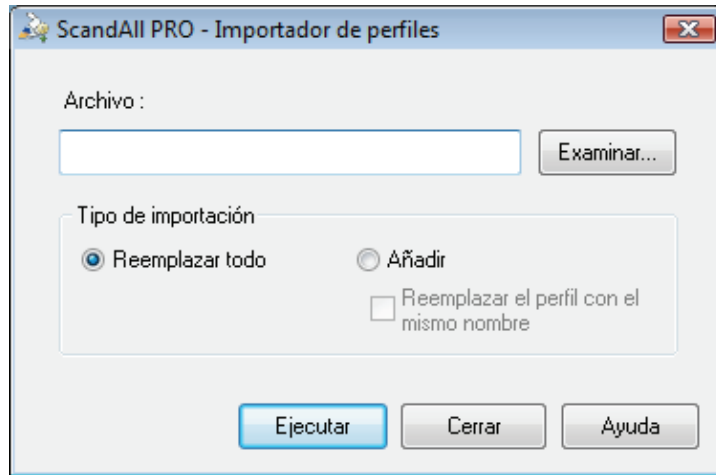 ScandAll PRO - Importador de perfiles
Archivo :
Examinar...
Tipo de importación
Reemplazar todo
Añadir
Reemplazar el perfil con el
mismo nombre
Ejecutar
Cerrar
Ayuda